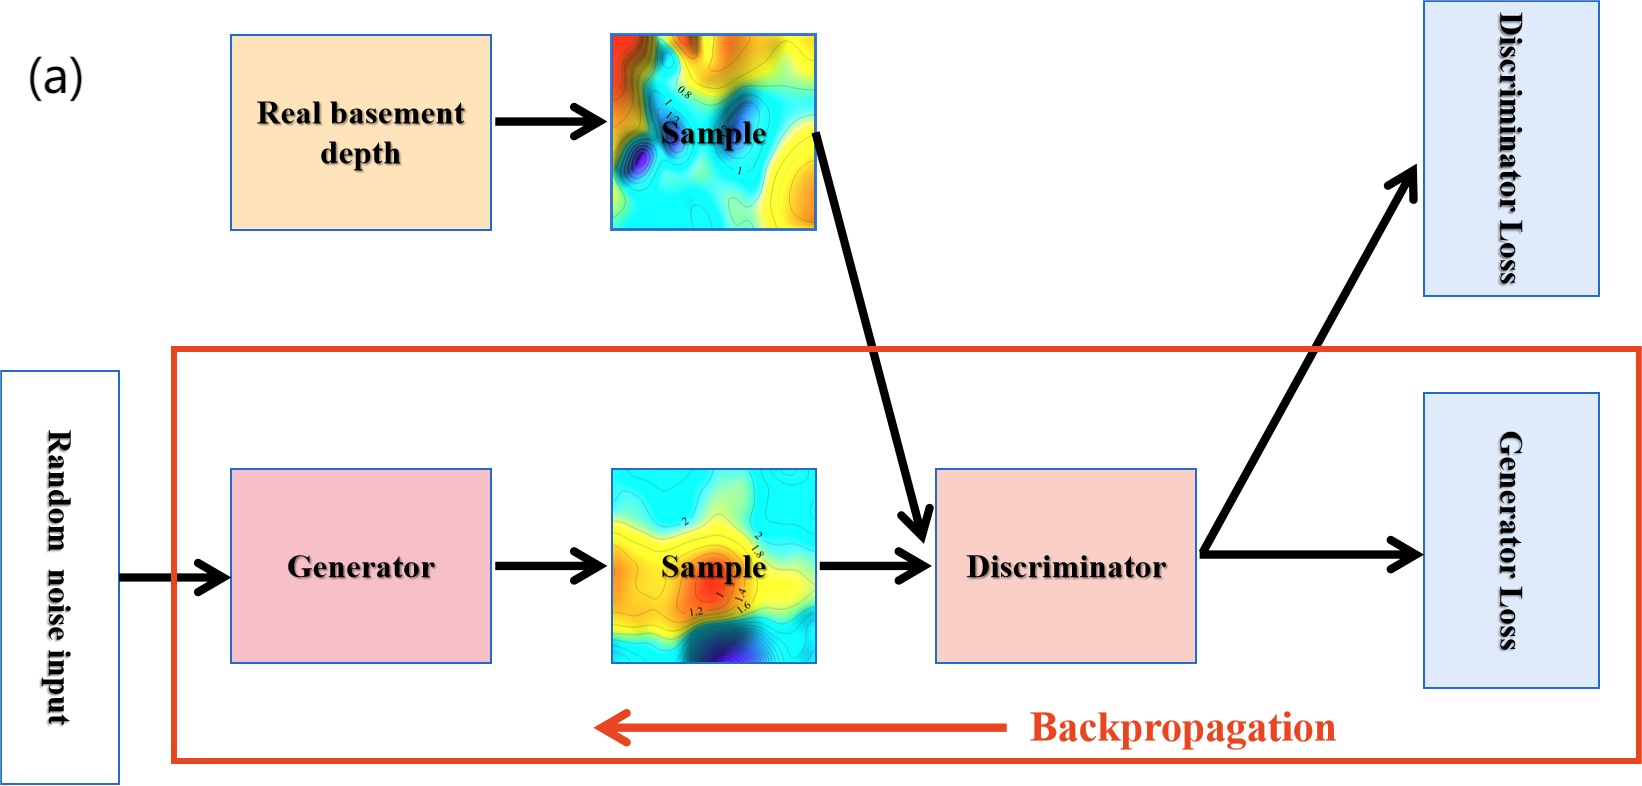 (a)
Real basement
depth
0.8
1
1.2
Sample
1
Discriminator Loss
Random noise input
Generator
2
2
1.8
Sample
1
1.4
1.2
1.6
Discriminator
Generator Loss
Backpropagation